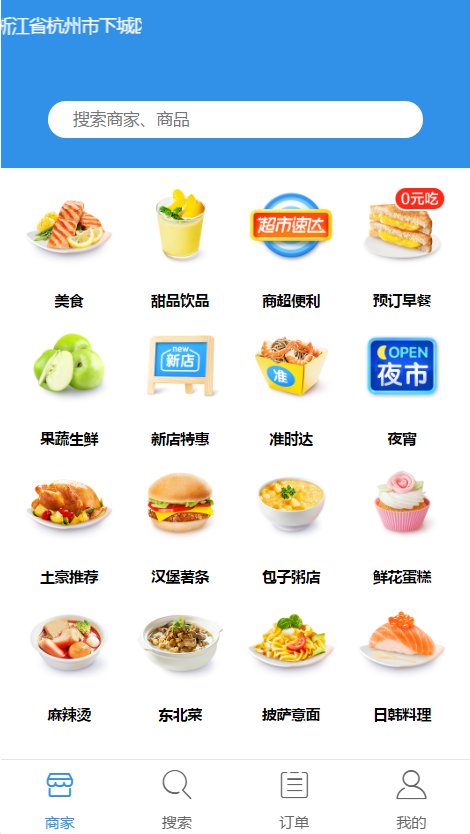 浙江省杭州市下城区
搜索商家、商品
0元吃
超市速达
美食 甜品饮品 商超便利 预订早餐
new
新店
准
OPEN
夜市
果蔬生鲜 新店特惠 准时达 夜宵
土豪推荐 汉堡薯条 包子粥店 鲜花蛋糕
麻辣烫 东北菜 披萨意面 日韩料理
商家 搜索 订单 我的